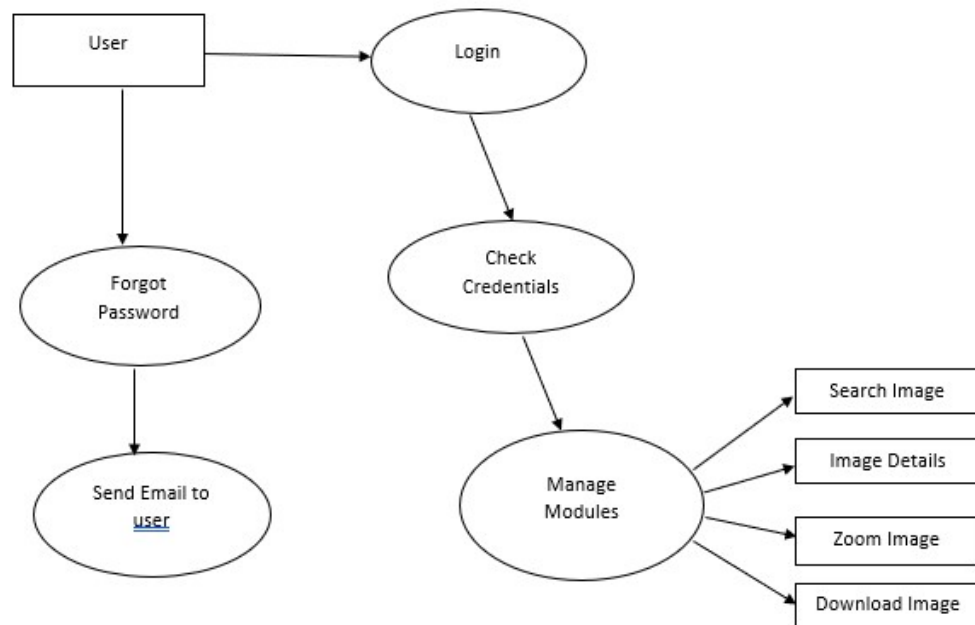 User
Login
Check
Credentials
Forgot
Password
Search Image
Image Details
Manage
Modules
Send Email to
user
Zoom Image
Download Image